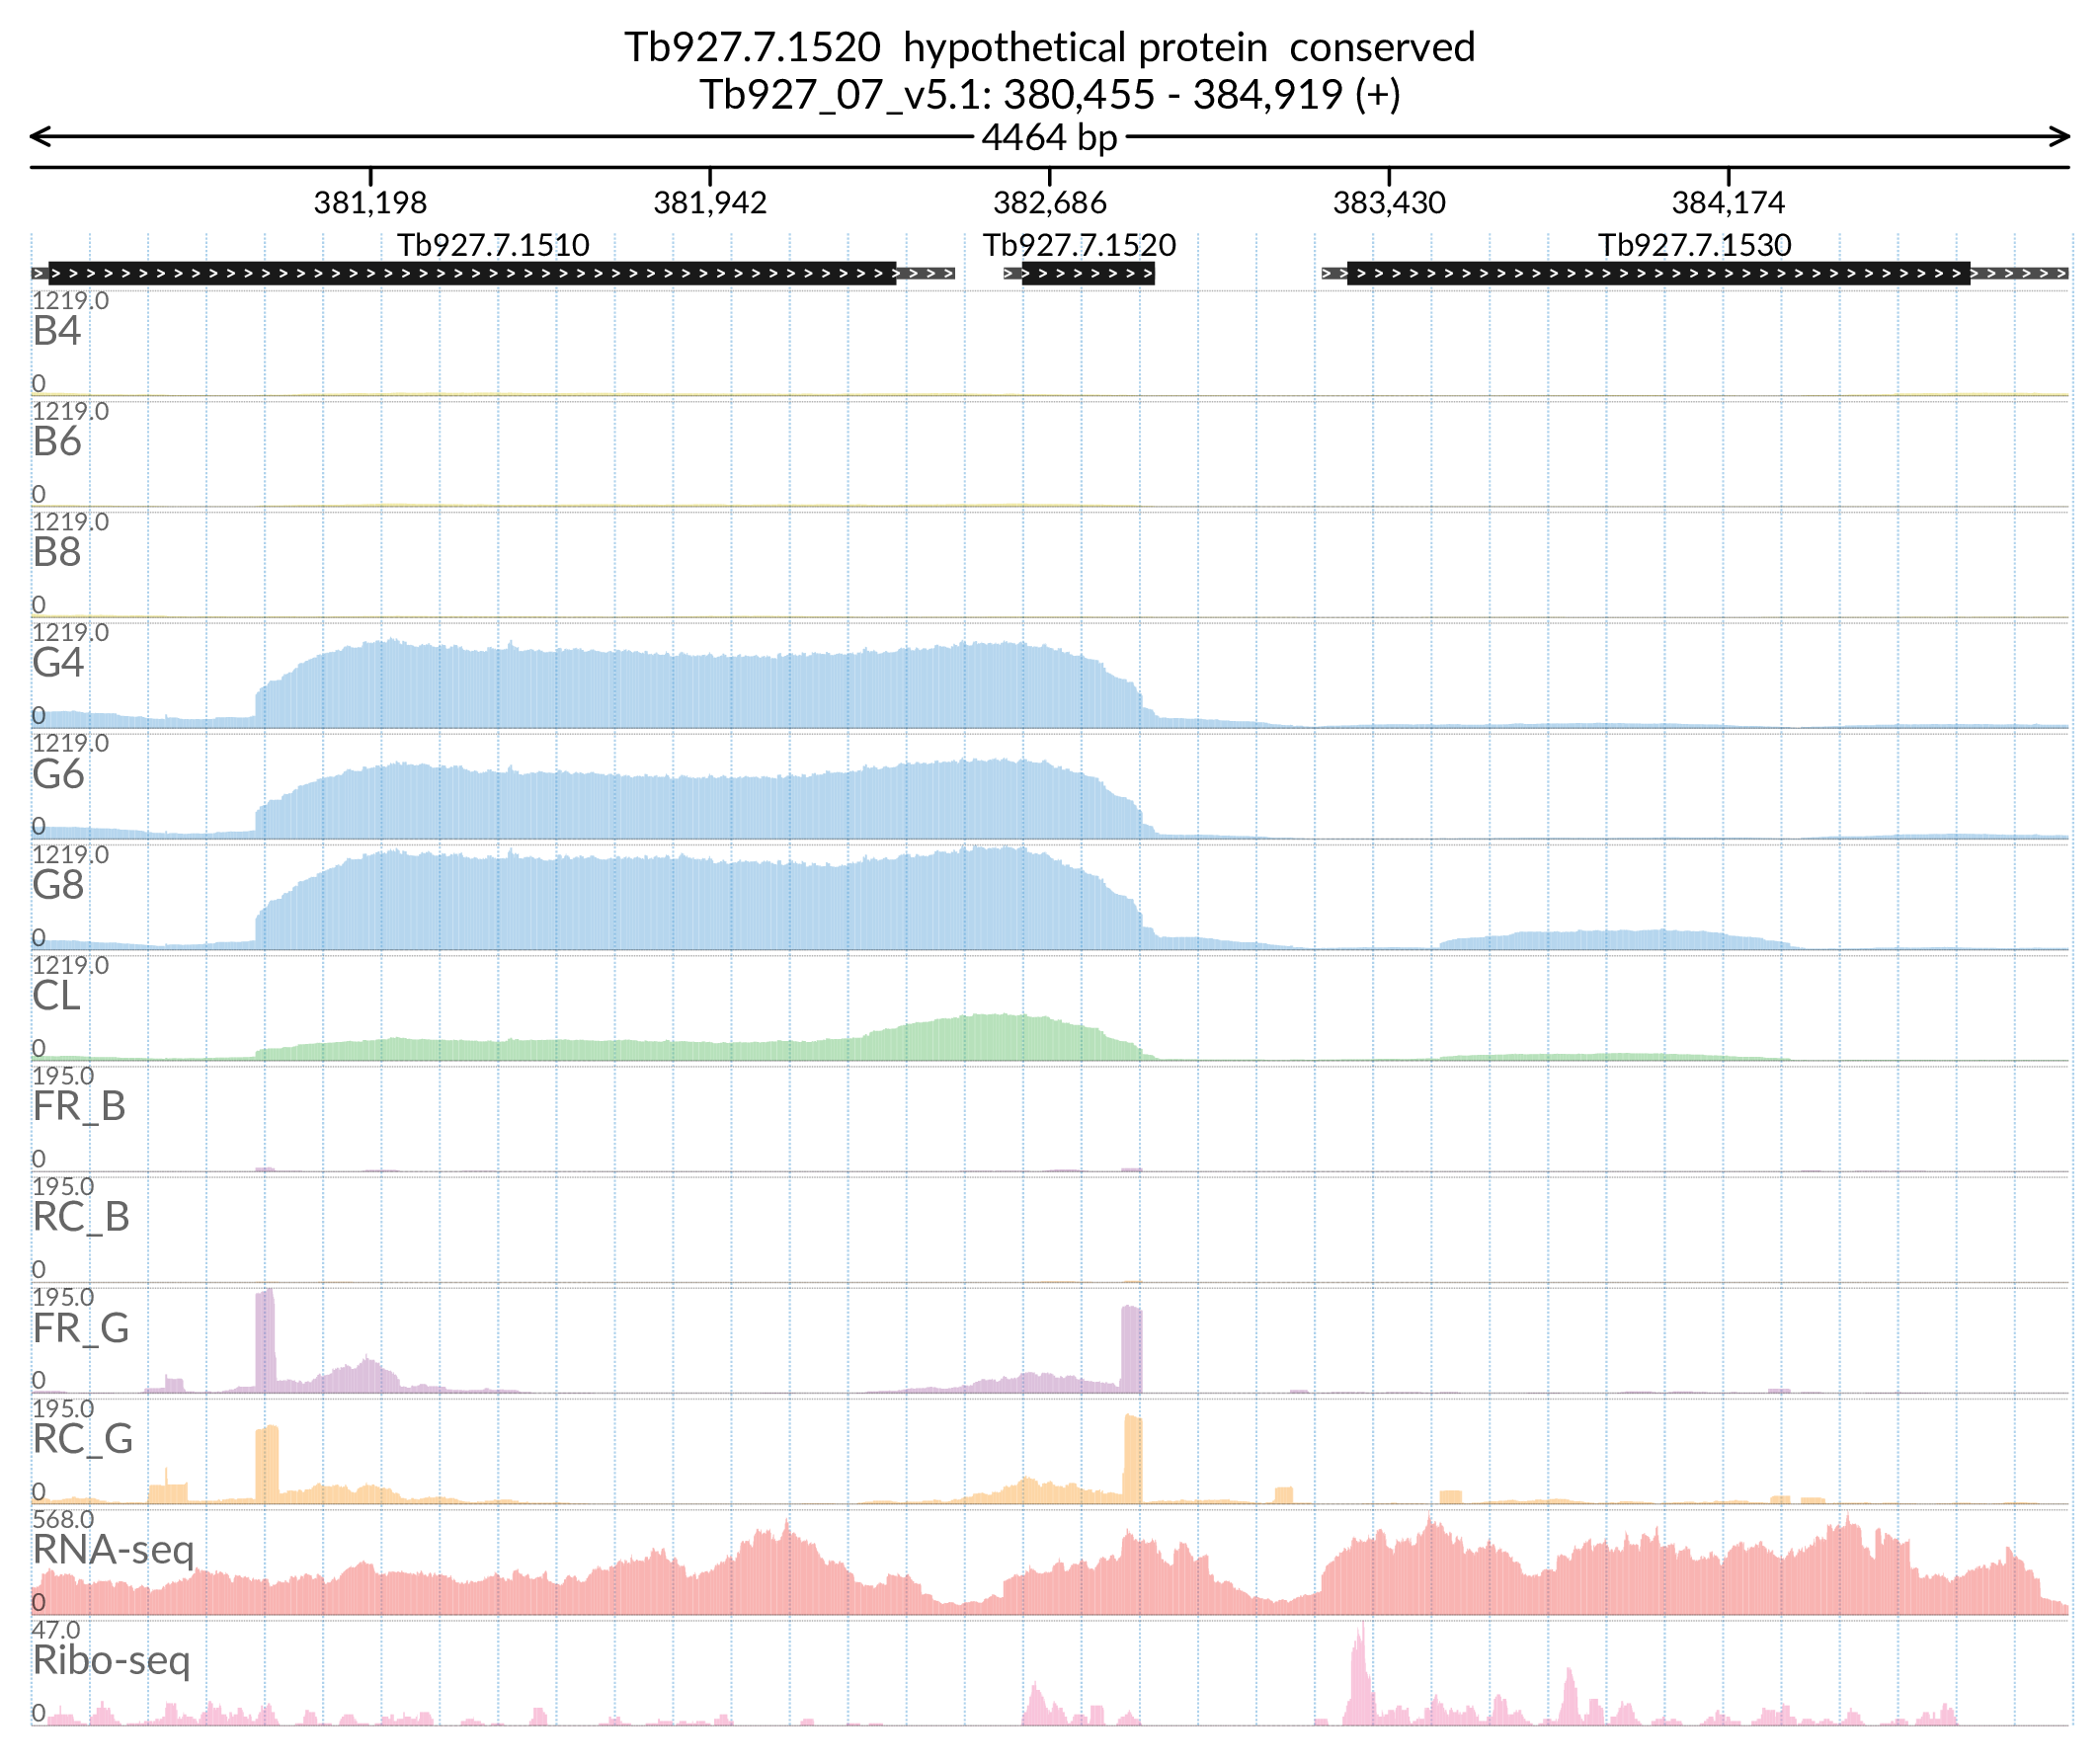 Tb927.7.1520 hypothetical protein conserved
Tb927_07_v5.1: 380,455 - 384,919 (+)
4464 bp
381,198 381,942 382,686 383,430 384,174
Tb927.7.1510 Tb927.7.1520 Tb927.7.1530
1219.0
B4
0
1219.0
B6
0
1219.0
B8
0
1219.0
G4
0
1219.0
G6
0
1219.0
G8
0
1219.0
CL
0
195.0
FR_B
0
195.0
RC_B
0
195.0
FR_G
0
195.0
RC_G
0
568.0
RNA-seq
0
47.0
Ribo-seq
0